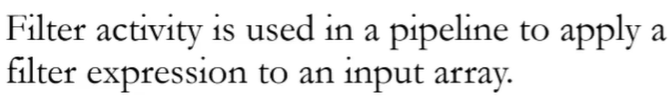 Filter activity is used in a pipeline to apply a
filter expression to an input array.